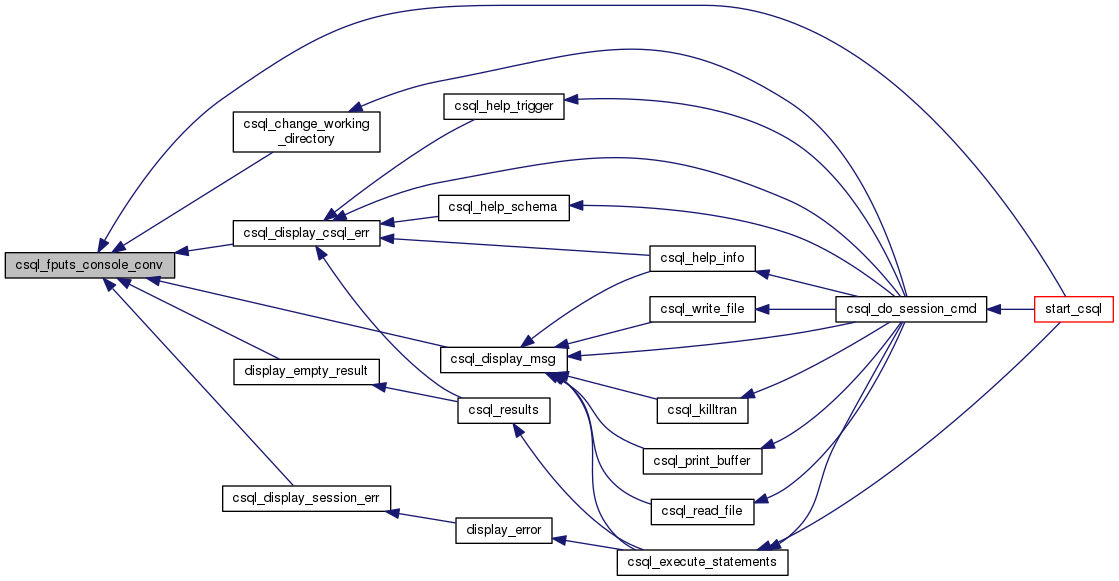 csql_help_trigger
csql_change_working
_directory
csql_help_schema
csql_display_csql_err
csql_help_info
csql_fputs_console_conv
csql_write_file
csql_do_session_cmd
start_csql
csql_display_msg
display_empty_result
csql_results
csql_killtran
csql_print_buffer
csql_display_session_err
csql_read_file
display_error
csql_execute_statements